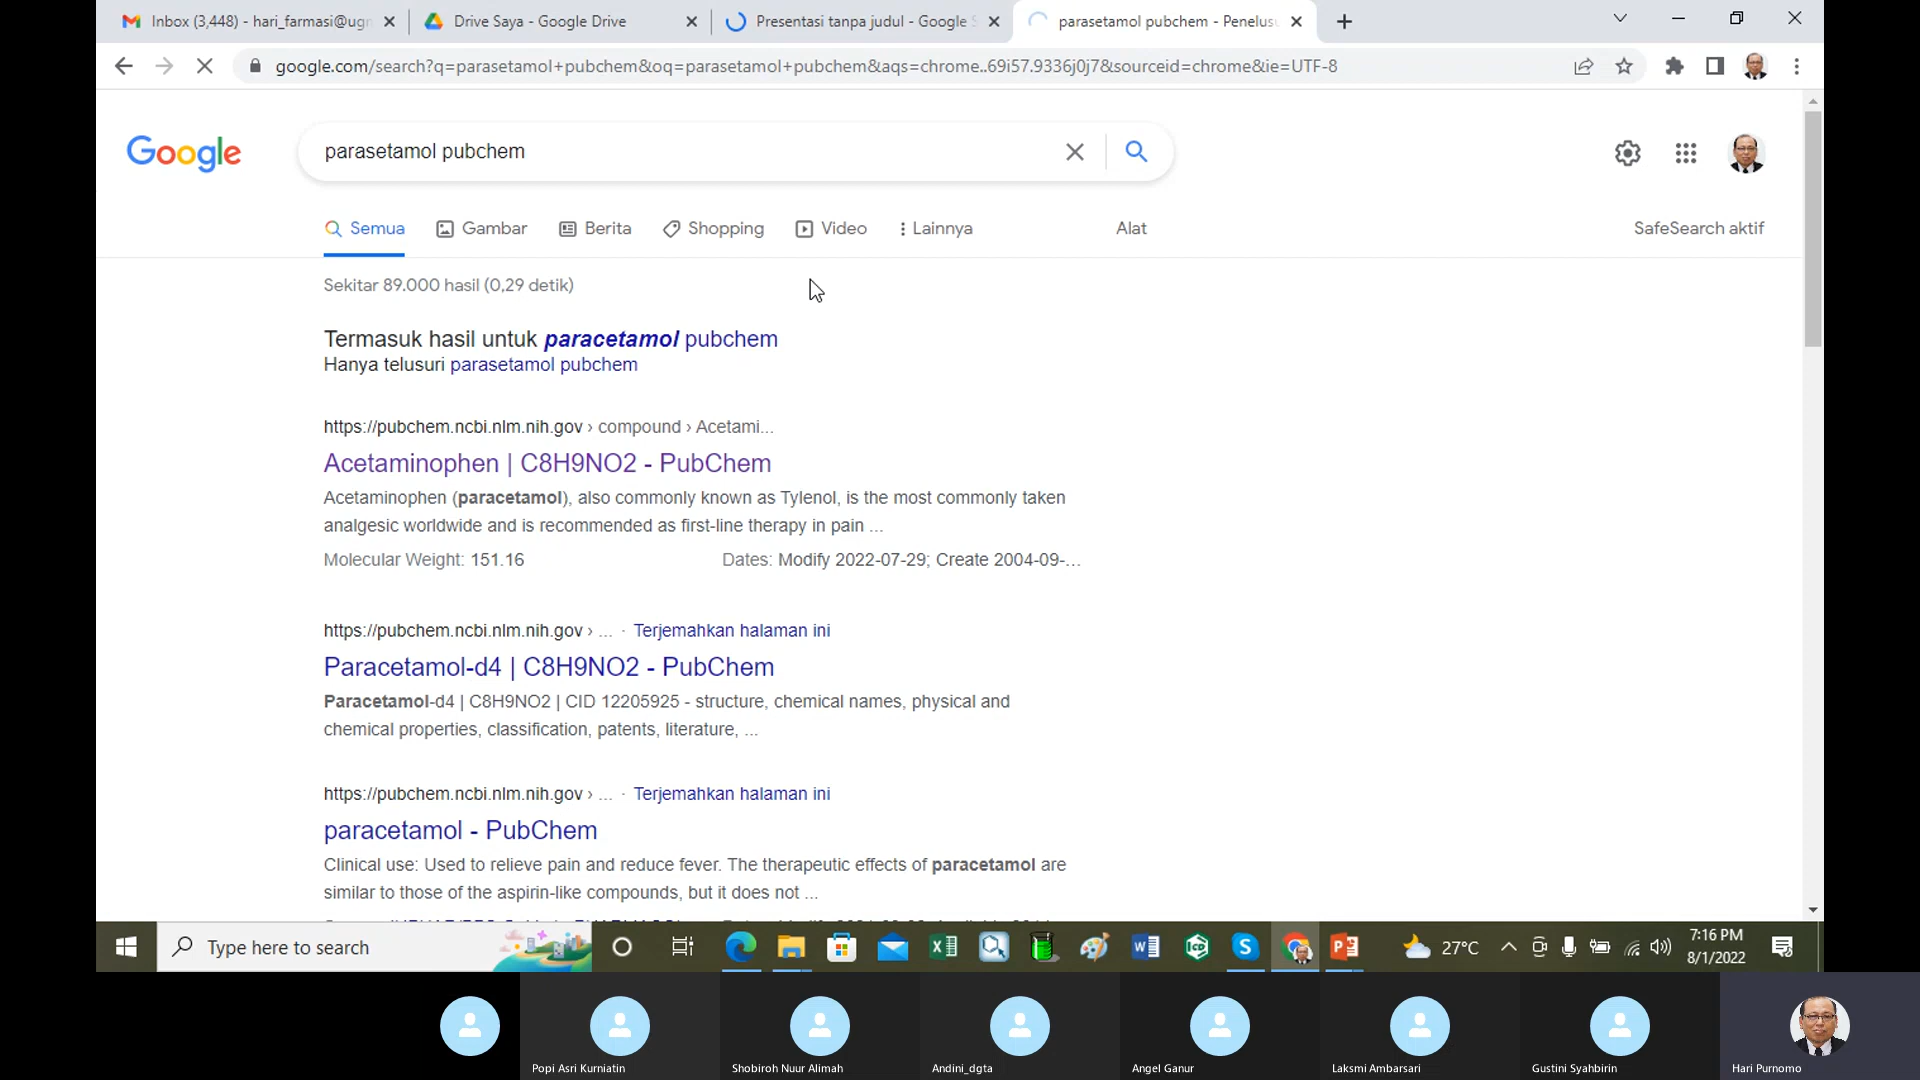 Inbox (3,448) - hari_farmasi@ugm
Drive Saya - Google Drive
Presentasi tanpa judul - Google S
parasetamol pubchem - Penelus
google.com/search?q=parasetamol+pubchem&oq=parasetamol+pubchem&aqs=chrome..69i57.9336j0j7&sourceid=chrome&ie=UTF-8
Google
parasetamol pubchem
Semua
Gambar
Berita
Shopping
Video
Lainnya
Alat
SafeSearch aktif
Sekitar 89.000 hasil (0,29 detik)
Termasuk hasil untuk paracetamol pubchem
Hanya telusuri parasetamol pubchem
https://pubchem.ncbi.nlm.nih.gov › compound › Acetami...
Acetaminophen | C8H9NO2 - PubChem
Acetaminophen (paracetamol), also commonly known as Tylenol, is the most commonly taken
analgesic worldwide and is recommended as first-line therapy in pain ...
Molecular Weight: 151.16
Dates: Modify 2022-07-29; Create 2004-09-...
https://pubchem.ncbi.nlm.nih.gov › ... · Terjemahkan halaman ini
Paracetamol-d4 | C8H9NO2 - PubChem
Paracetamol-d4 | C8H9NO2 | CID 12205925 - structure, chemical names, physical and
chemical properties, classification, patents, literature, ...
https://pubchem.ncbi.nlm.nih.gov › ... · Terjemahkan halaman ini
paracetamol - PubChem
Clinical use: Used to relieve pain and reduce fever. The therapeutic effects of paracetamol are
similar to those of the aspirin-like compounds, but it does not ...
Type here to search
27°C
7:16 PM
8/1/2022
Popi Asri Kurniatin
Shobiroh Nuur Alimah
Andini_dgta
Angel Ganur
Laksmi Ambarsari
Gustini Syahbirin
Hari Purnomo